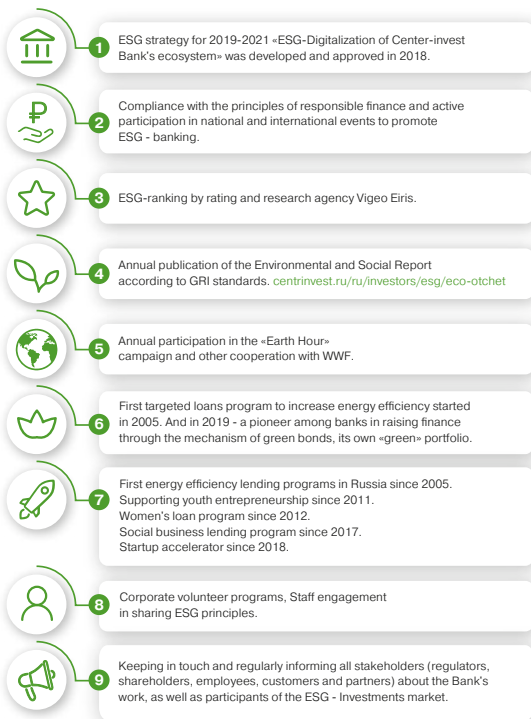 1
ESG strategy for 2019-2021 «ESG-Digitalization of Center-invest
Bank's ecosystem» was developed and approved in 2018.
2
Compliance with the principles of responsible finance and active
participation in national and international events to promote
ESG - banking.
3
ESG-ranking by rating and research agency Vigeo Eiris.
4
Annual publication of the Environmental and Social Report
according to GRI standards. centrinvest.ru/ru/investors/esg/eco-otchet
5
Annual participation in the «Earth Hour»
campaign and other cooperation with WWF.
6
First targeted loans program to increase energy efficiency started
in 2005. And in 2019 - a pioneer among banks in raising finance
through the mechanism of green bonds, its own «green» portfolio.
7
First energy efficiency lending programs in Russia since 2005.
Supporting youth entrepreneurship since 2011.
Women's loan program since 2012.
Social business lending program since 2017.
Startup accelerator since 2018.
8
Corporate volunteer programs, Staff engagement
in sharing ESG principles.
9
Keeping in touch and regularly informing all stakeholders (regulators,
shareholders, employees, customers and partners) about the Bank's
work, as well as participants of the ESG - Investments market.